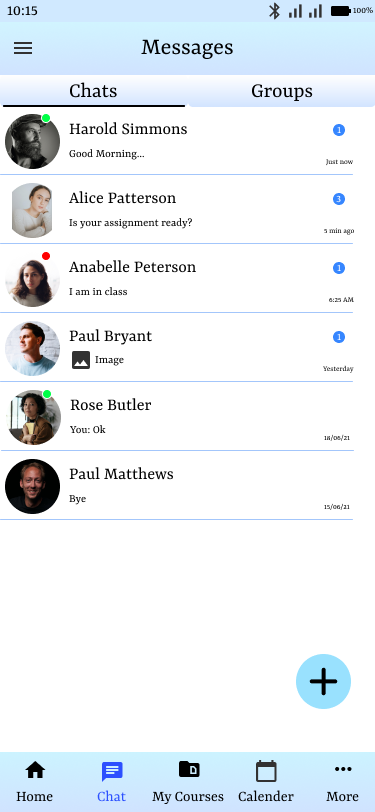 10:15 100%
Messages
Chats Groups
Harold Simmons 1
Good Morning...
Just now
Alice Patterson 3
Is your assignment ready?
5 min ago
Anabelle Peterson 1
I am in class
6:25 AM
Paul Bryant 1
Image
Yesterday
Rose Butler
You: Ok
18/06/21
Paul Matthews
Bye
15/06/21
Home Chat My Courses Calender More